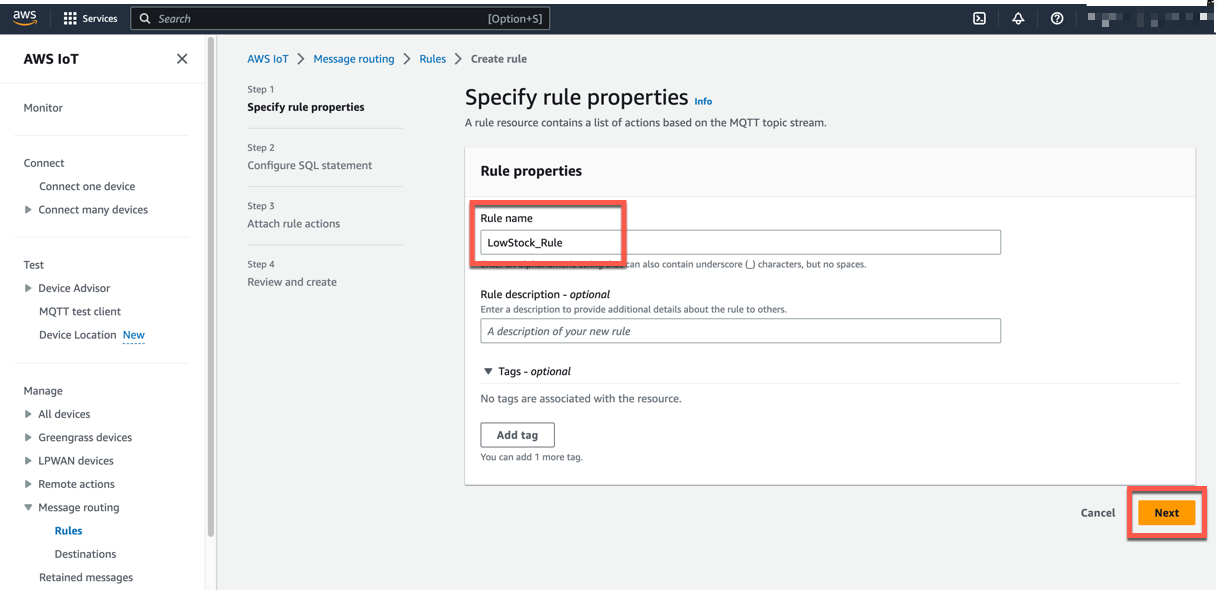 aws
Services
Search
[Option+S]
AWS IoT
Monitor
Connect
Connect one device
Connect many devices
Test
Device Advisor
MQTT test client
Device Location New
Manage
All devices
Greengrass devices
LPWAN devices
Remote actions
Message routing
Rules
Destinations
Retained messages
AWS IoT
Message routing
Rules
Create rule
Step 1
Specify rule properties
Step 2
Configure SQL statement
Step 3
Attach rule actions
Step 4
Review and create
Specify rule properties Info
A rule resource contains a list of actions based on the MQTT topic stream.
Rule properties
Rule name
LowStock_Rule
can also contain underscore (_) characters, but no spaces.
Rule description - optional
Enter a description to provide additional details about the rule to others.
A description of your new rule
Tags - optional
No tags are associated with the resource.
Add tag
You can add 1 more tag.
Cancel
Next